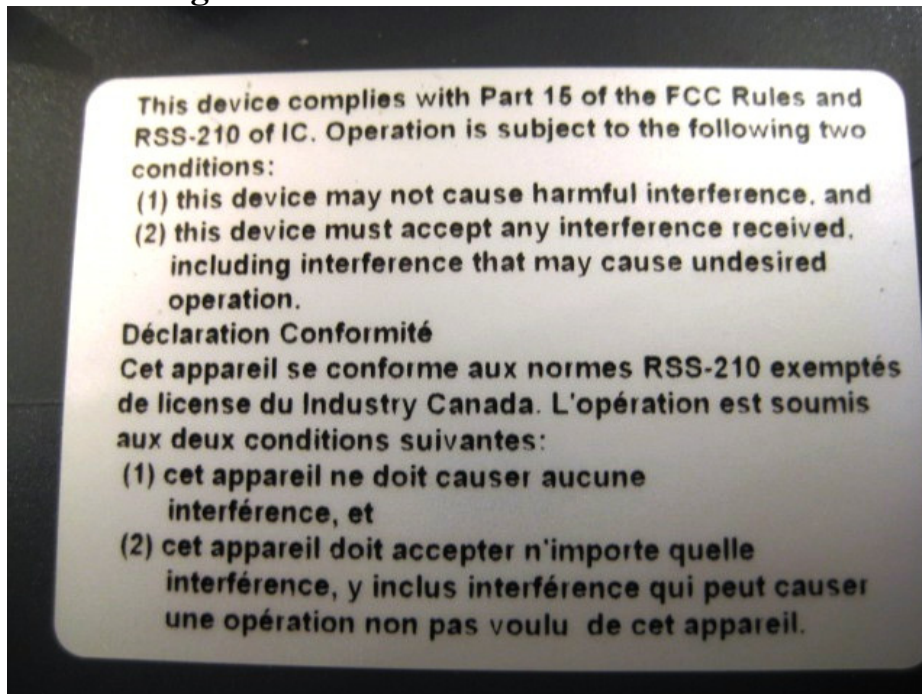 This device complies with Part 15 of the FCC Rules and
RSS-210 of IC. Operation is subject to the following two
conditions:
(1) this device may not cause harmful interference, and
(2) this device must accept any interference received,
including interference that may cause undesired
operation.
Déclaration Conformité
Cet appareil se conforme aux normes RSS-210 exemptés
de license du Industry Canada. L'opération est soumis
aux deux conditions suivantes:
(1) cet appareil ne doit causer aucune
interférence, et
(2) cet appareil doit accepter n'importe quelle
interférence, y inclus interférence qui peut causer
une opération non pas voulu de cet appareil.